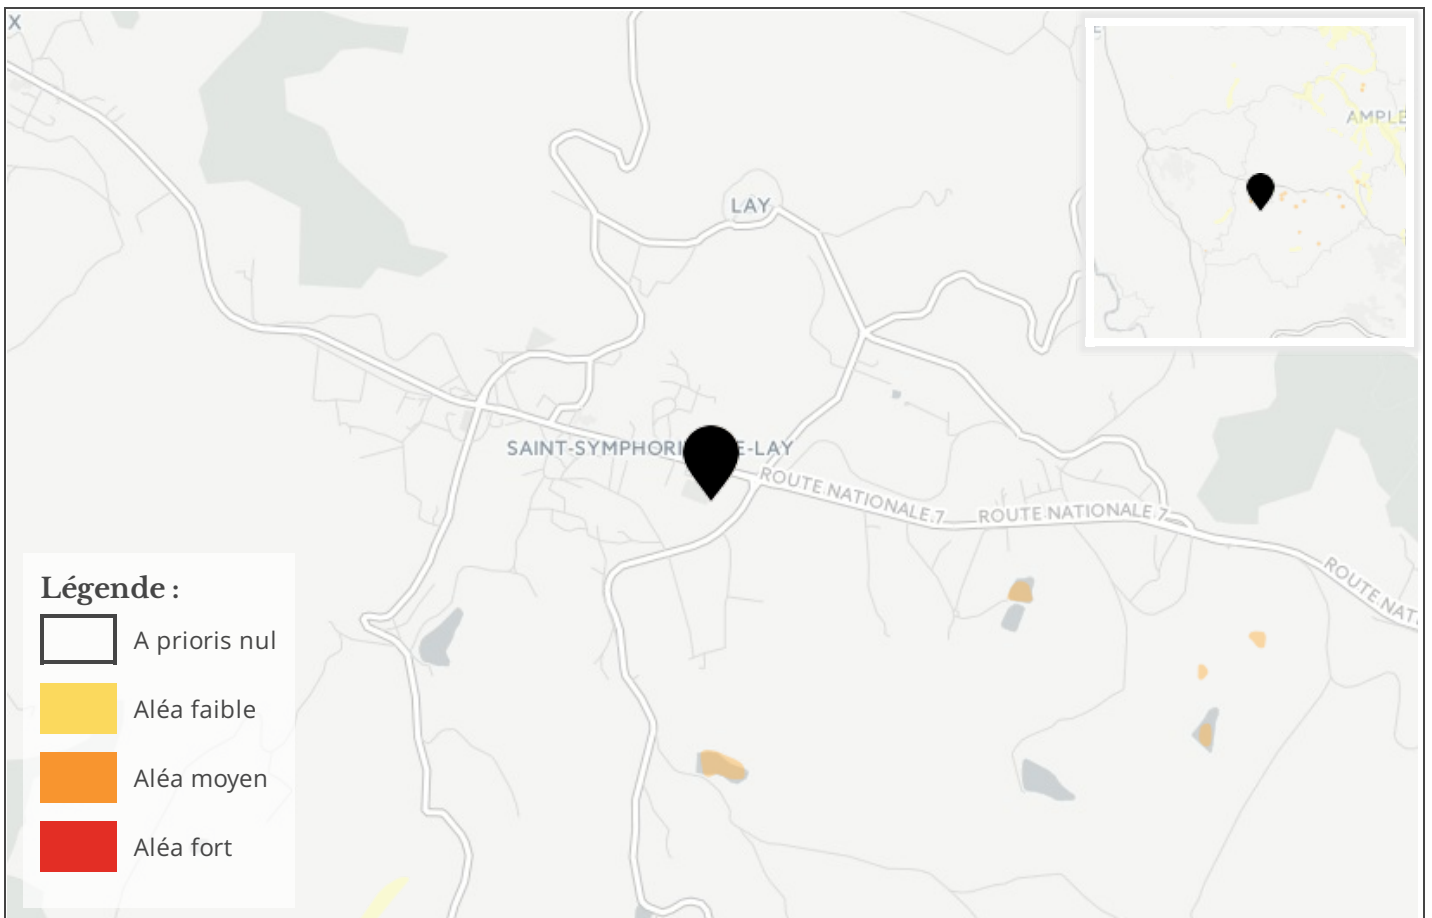 X
E
AMPLE
LAY
SAINT-SYMPHORI E-LAY
ROUTE NATIONALE 7
ROUTE NATIONALE 7
ROUTE NAT
Légende :
A prioris nul
Aléa faible
Aléa moyen
Aléa fort